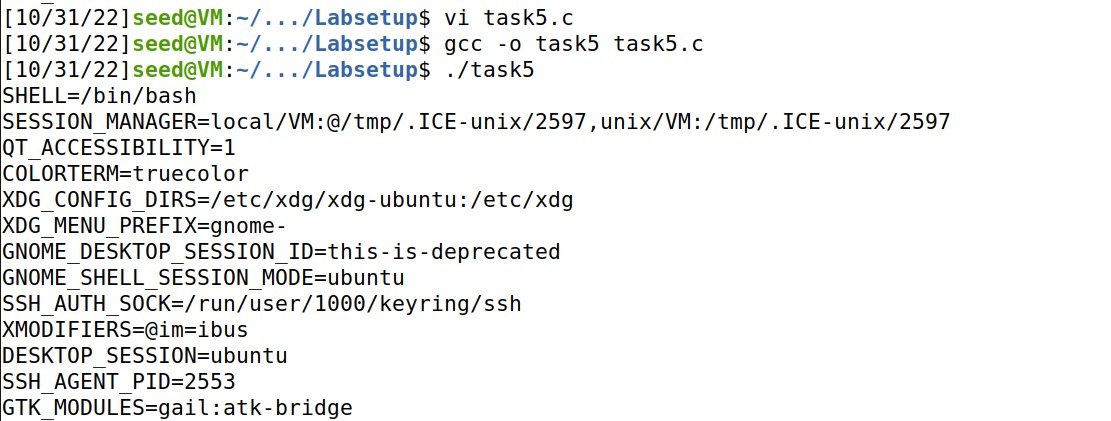 [10/31/22]seed@VM:~/.../Labsetup$ vi task5.c
[10/31/22]seed@VM:~/.../Labsetup$ gcc -o task5 task5.c
[10/31/22]seed@VM:~/.../Labsetup$ ./task5
SHELL=/bin/bash
SESSION_MANAGER=local/VM:@/tmp/.ICE-unix/2597,unix/VM:/tmp/.ICE-unix/2597
QT_ACCESSIBILITY=1
COLORTERM=truecolor
XDG_CONFIG_DIRS=/etc/xdg/xdg-ubuntu:/etc/xdg
XDG_MENU_PREFIX=gnome-
GNOME_DESKTOP_SESSION_ID=this-is-deprecated
GNOME_SHELL_SESSION_MODE=ubuntu
SSH_AUTH_SOCK=/run/user/1000/keyring/ssh
XMODIFIERS=@im=ibus
DESKTOP_SESSION=ubuntu
SSH_AGENT_PID=2553
GTK_MODULES=gail:atk-bridge